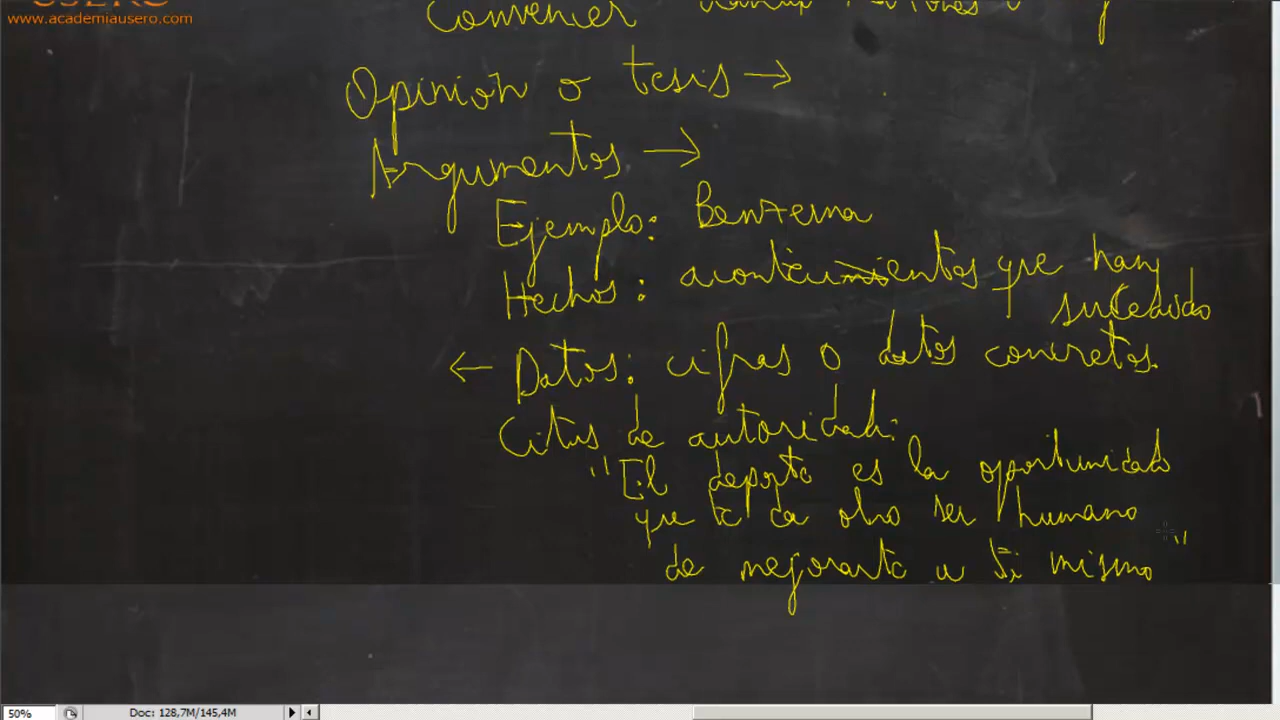 www.academiausero.com
Convencer
Opinión o tesis →
Argumentos →
Ejemplo: Benzema
Hechos: acontecimientos que han
sucedido
← Datos: cifras o datos concretos.
Citas de autoridad:
"El deporte es la oportunidad
que te da otro ser humano
de mejorarte a ti mismo"
50%
Doc: 128,7M/145,4M